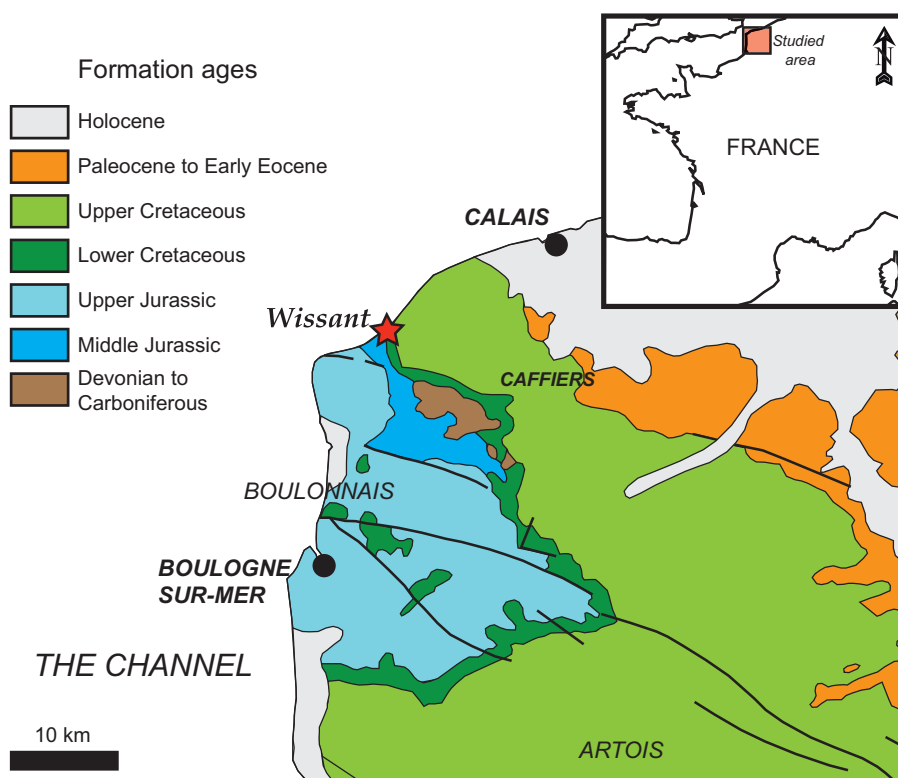 Formation ages
Holocene
Paleocene to Early Eocene
Upper Cretaceous
Lower Cretaceous
Upper Jurassic
Middle Jurassic
Devonian to
Carboniferous
Studied
area
N
FRANCE
CALAIS
Wissant
CAFFIERS
BOULONNAIS
BOULOGNE
SUR-MER
THE CHANNEL
10 km
ARTOIS